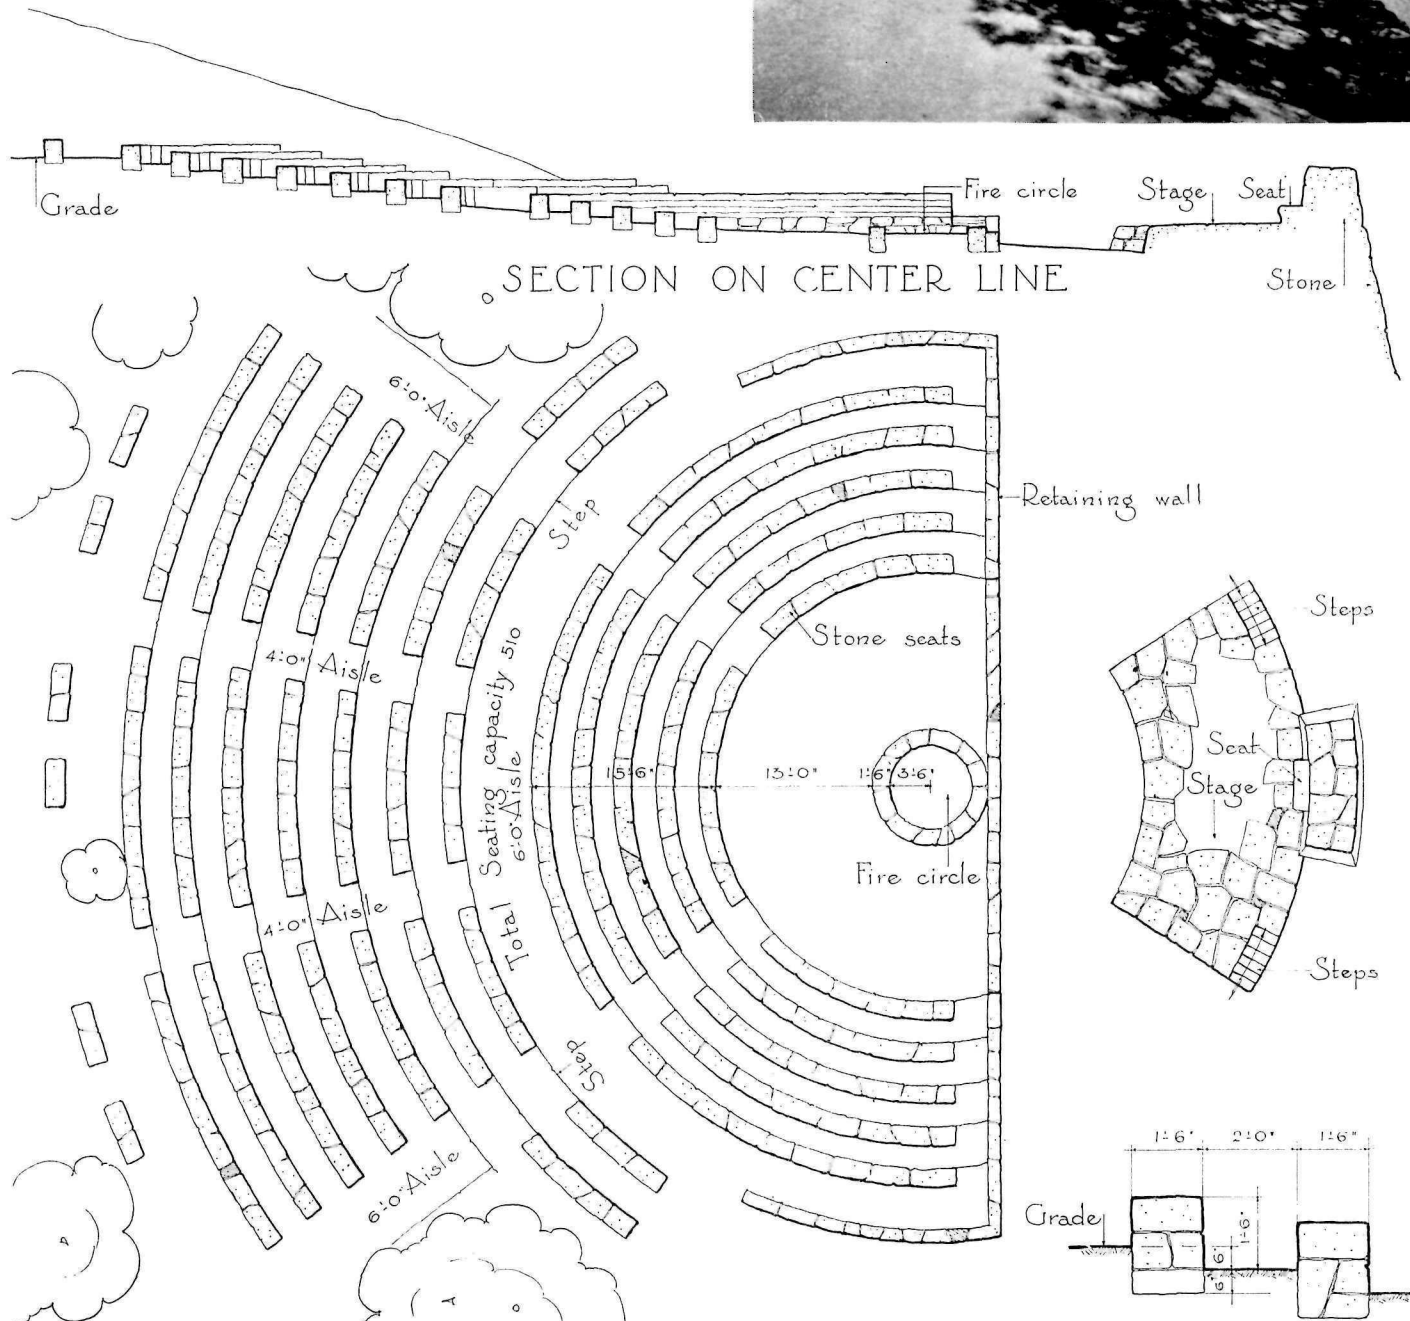 Grade
Fire circle
Stage
Seat
Stone
SECTION ON CENTER LINE
6'-0" Aisle
Step
Retaining wall
Stone seats
Steps
4'-0" Aisle
Total Seating capacity 510
6'-0" Aisle
15'-6"
13'-0"
1'-6"
3'-6"
Seat
Stage
Fire circle
4'-0" Aisle
Steps
Step
6'-0" Aisle
1'-6"
2'-0"
1'-6"
Grade
1'-6"
6"
6"